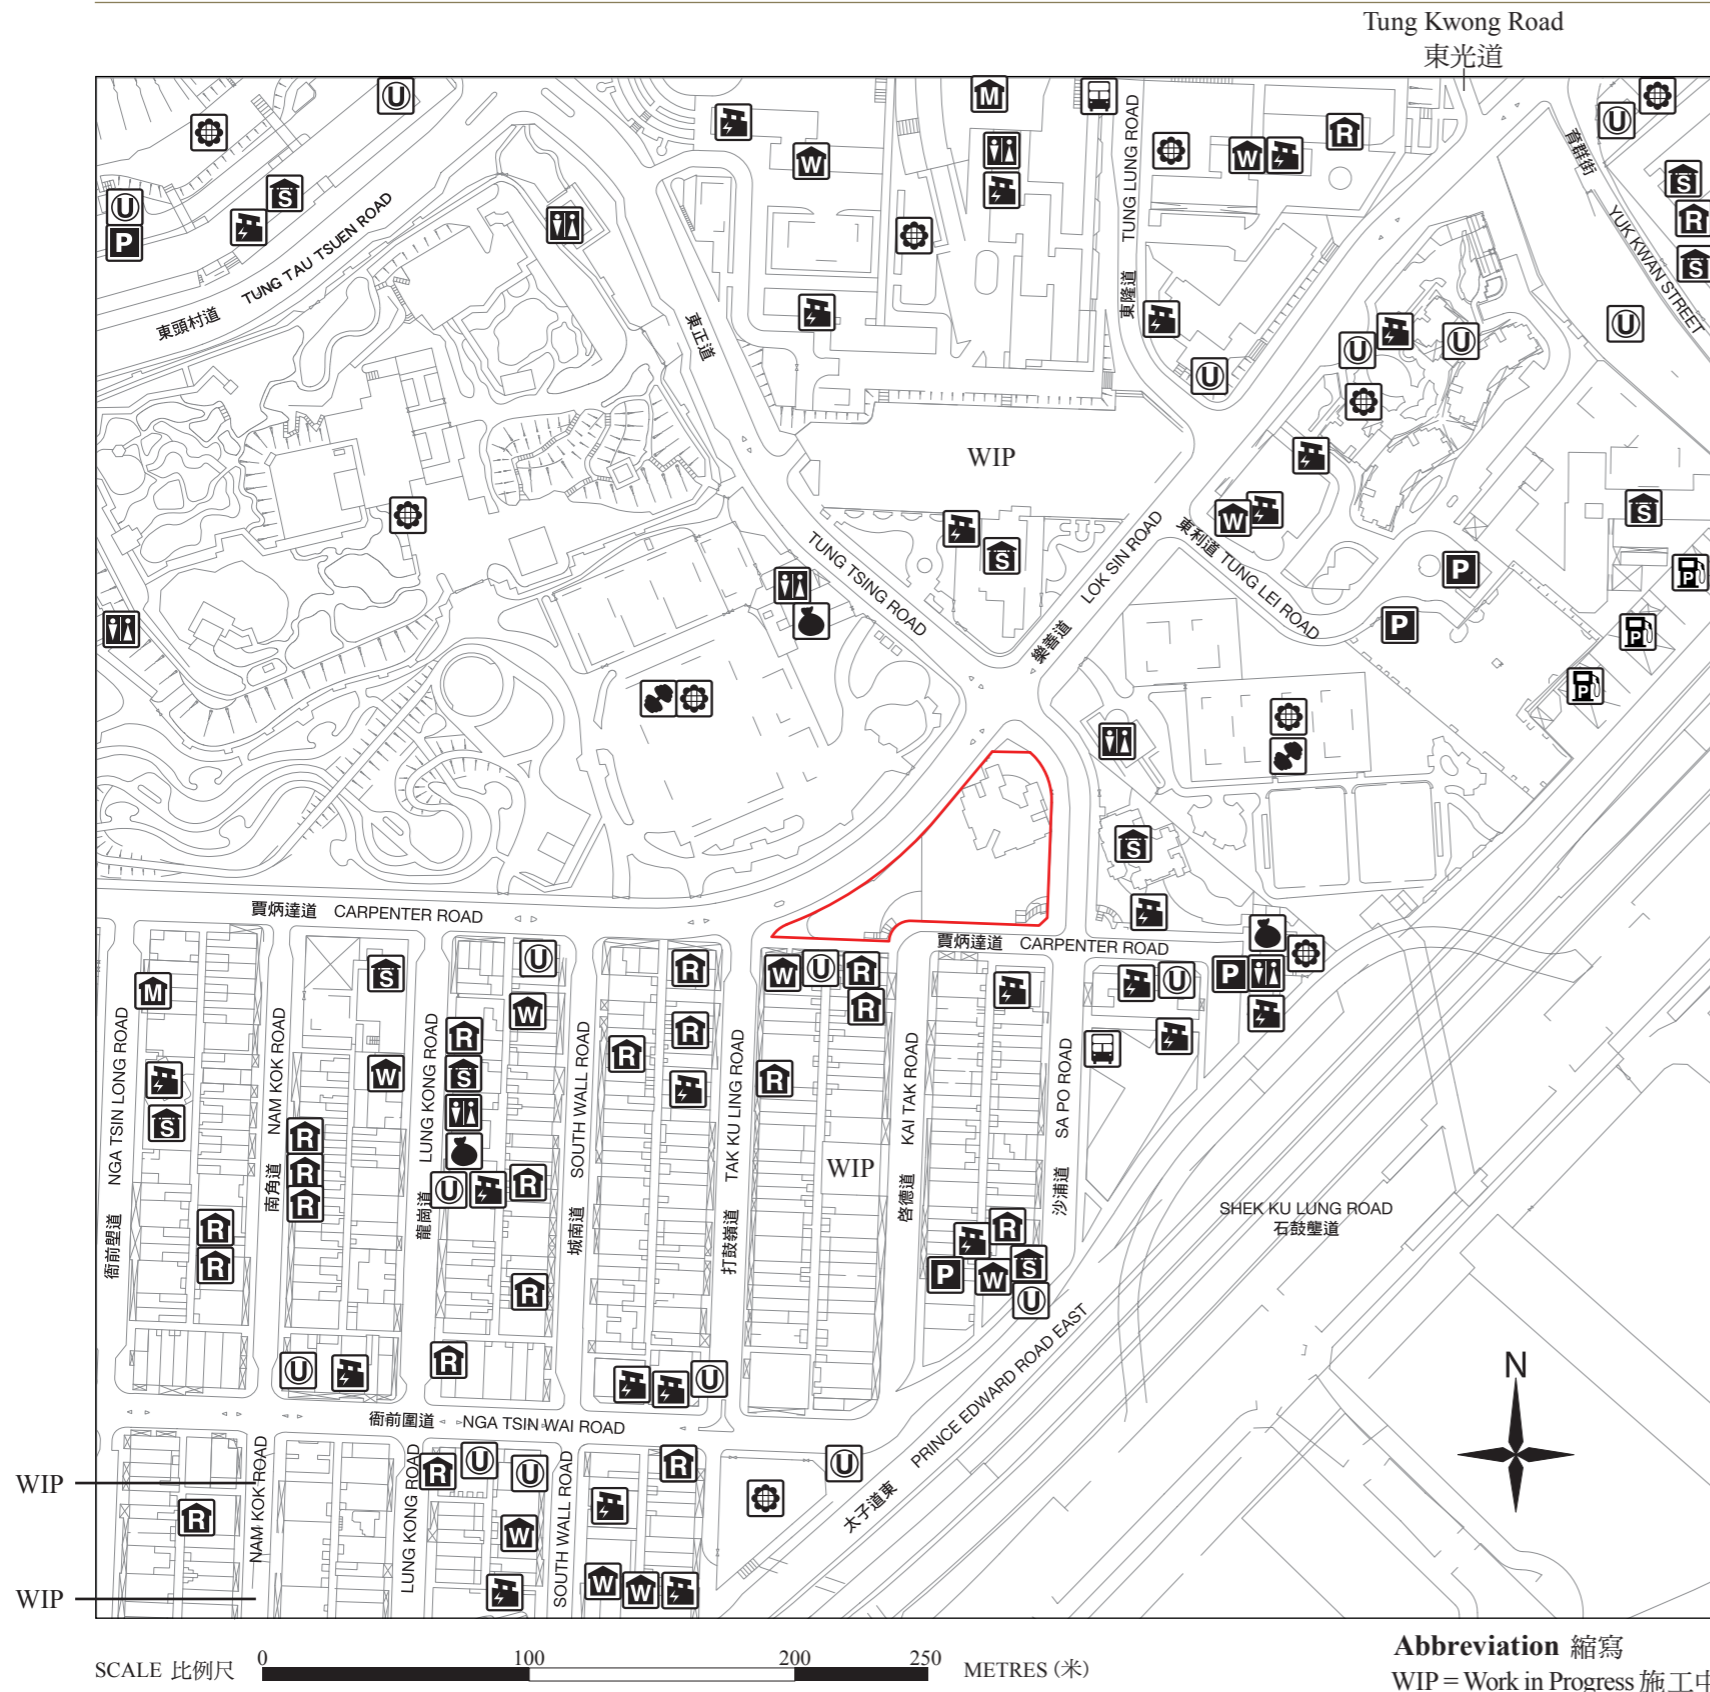 Tung Kwong Road
東光道
U
M
U
W
W
R
育群街
TUNG LUNG ROAD
東隆道
S
U
P
S
R
S
YUK KWAN STREET
TUNG TAU TSUEN ROAD
東頭村道
東正道
U
U
U
U
WIP
S
W
S
TUNG TSING ROAD
LOK SIN ROAD
樂善道
東利道 TUNG LEI ROAD
P
P
P
P
P
S
賈炳達道 CARPENTER ROAD
賈炳達道 CARPENTER ROAD
S
U
R
W
U
R
U
P
M
W
R
R
NGA TSIN LONG ROAD
衙前塱道
NAM KOK ROAD
南角道
LUNG KONG ROAD
龍崗道
SOUTH WALL ROAD
城南道
TAK KU LING ROAD
打鼓嶺道
KAI TAK ROAD
啓德道
SA PO ROAD
沙浦道
R
R
W
S
R
S
R
R
R
U
R
WIP
R
R
R
R
S
P
W
U
SHEK KU LUNG ROAD
石鼓壟道
R
U
U
N
衙前圍道 NGA TSIN WAI ROAD
太子道東 PRINCE EDWARD ROAD EAST
WIP
NAM KOK ROAD
LUNG KONG ROAD
SOUTH WALL ROAD
R
U
U
R
U
R
W
WIP
W
W
SCALE 比例尺 0 100 200 250 METRES (米)
Abbreviation 縮寫
WIP = Work in Progress 施工中